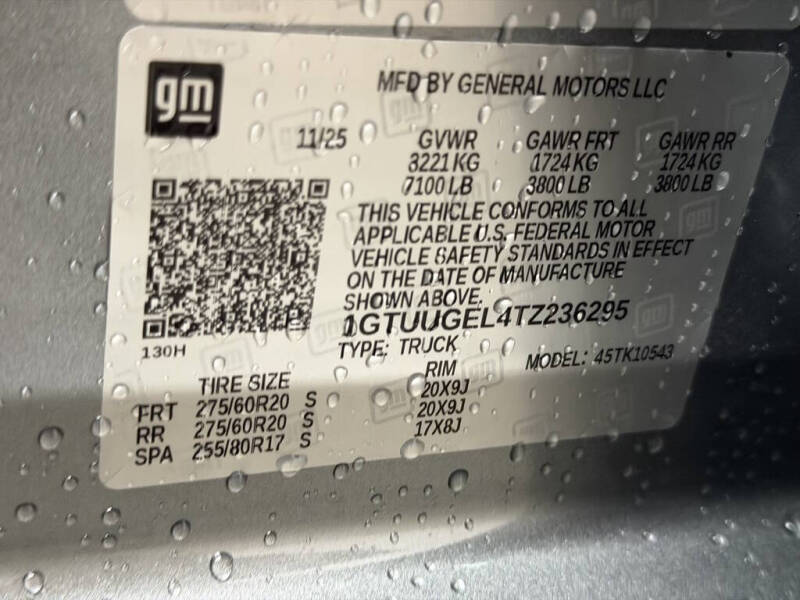 gm
MFD BY GENERAL MOTORS LLC
11/25 GVWR GAWR FRT GAWR RR
3221 KG 1724 KG 1724 KG
7100 LB 3800 LB 3800 LB
THIS VEHICLE CONFORMS TO ALL
APPLICABLE U.S. FEDERAL MOTOR
VEHICLE SAFETY STANDARDS IN EFFECT
ON THE DATE OF MANUFACTURE
SHOWN ABOVE.
1GTUUGEL4TZ236295
130H
TYPE: TRUCK MODEL: 45TK10543
TIRE SIZE RIM
FRT 275/60R20 S 20X9J
RR 275/60R20 S 20X9J
SPA 255/80R17 S 17X8J